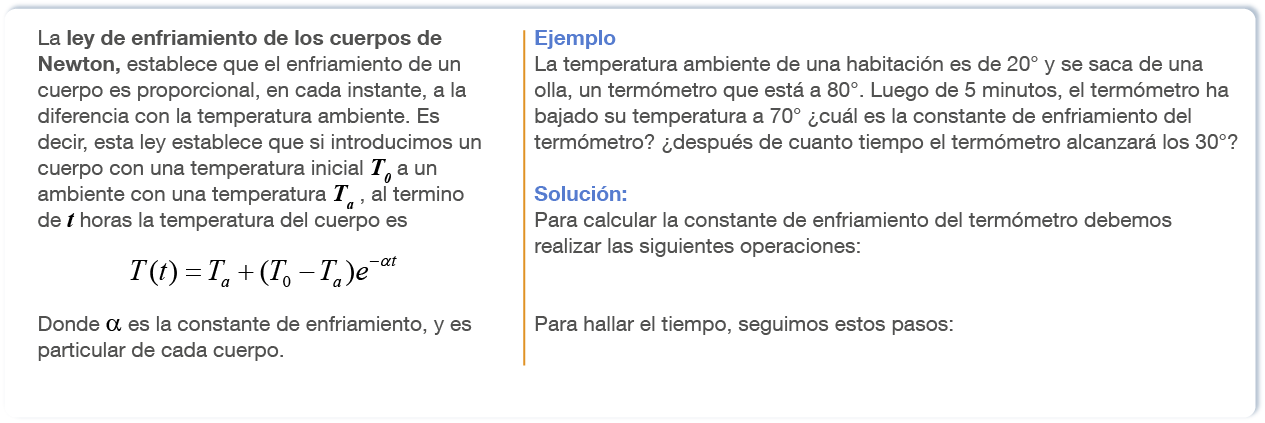 La ley de enfriamiento de los cuerpos de
Newton, establece que el enfriamiento de un
cuerpo es proporcional, en cada instante, a la
diferencia con la temperatura ambiente. Es
decir, esta ley establece que si introducimos un
cuerpo con una temperatura inicial T₀ a un
ambiente con una temperatura Tₐ , al termino
de t horas la temperatura del cuerpo es
T(t) = Tₐ + (T₀ − Tₐ)e^{−αt}
Donde α es la constante de enfriamiento, y es
particular de cada cuerpo.
Ejemplo
La temperatura ambiente de una habitación es de 20° y se saca de una
olla, un termómetro que está a 80°. Luego de 5 minutos, el termómetro ha
bajado su temperatura a 70° ¿cuál es la constante de enfriamiento del
termómetro? ¿después de cuanto tiempo el termómetro alcanzará los 30°?
Solución:
Para calcular la constante de enfriamiento del termómetro debemos
realizar las siguientes operaciones:
Para hallar el tiempo, seguimos estos pasos: